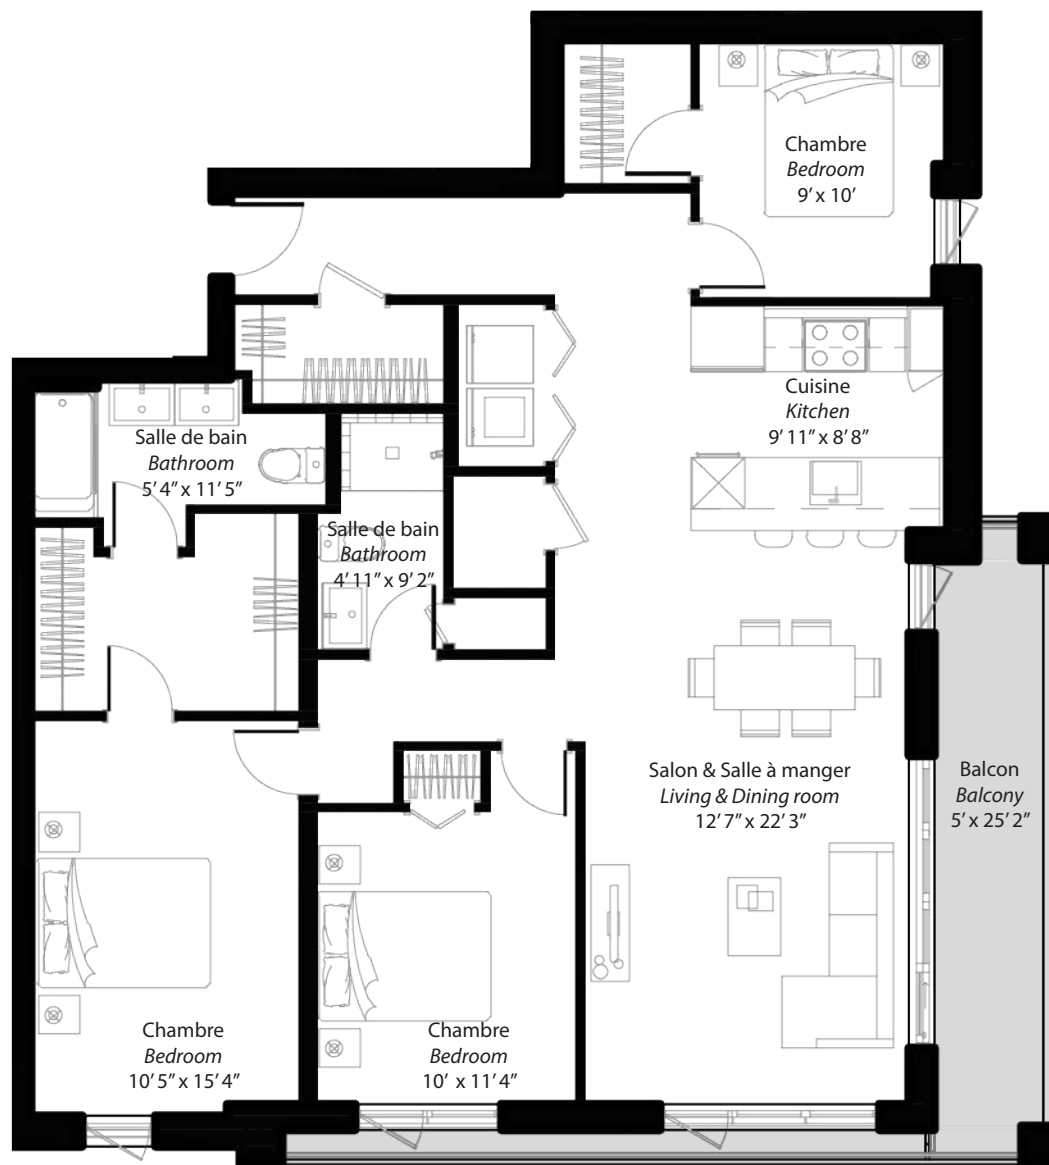 Chambre
Bedroom
9' x 10'
Cuisine
Kitchen
9' 11" x 8' 8"
Salle de bain
Bathroom
5' 4" x 11' 5"
Salle de bain
Bathroom
4' 11" x 9' 2"
Salon & Salle à manger
Living & Dining room
12' 7" x 22' 3"
Balcon
Balcony
5' x 25' 2"
Chambre
Bedroom
10' 5" x 15' 4"
Chambre
Bedroom
10' x 11' 4"